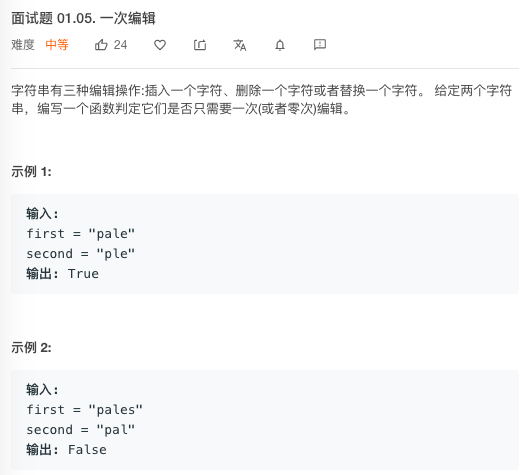 面试题 01.05. 一次编辑
难度 中等 24
字符串有三种编辑操作:插入一个字符、删除一个字符或者替换一个字符。 给定两个字符
串，编写一个函数判定它们是否只需要一次(或者零次)编辑。
示例 1:
输入:
first = "pale"
second = "ple"
输出: True
示例 2:
输入:
first = "pales"
second = "pal"
输出: False